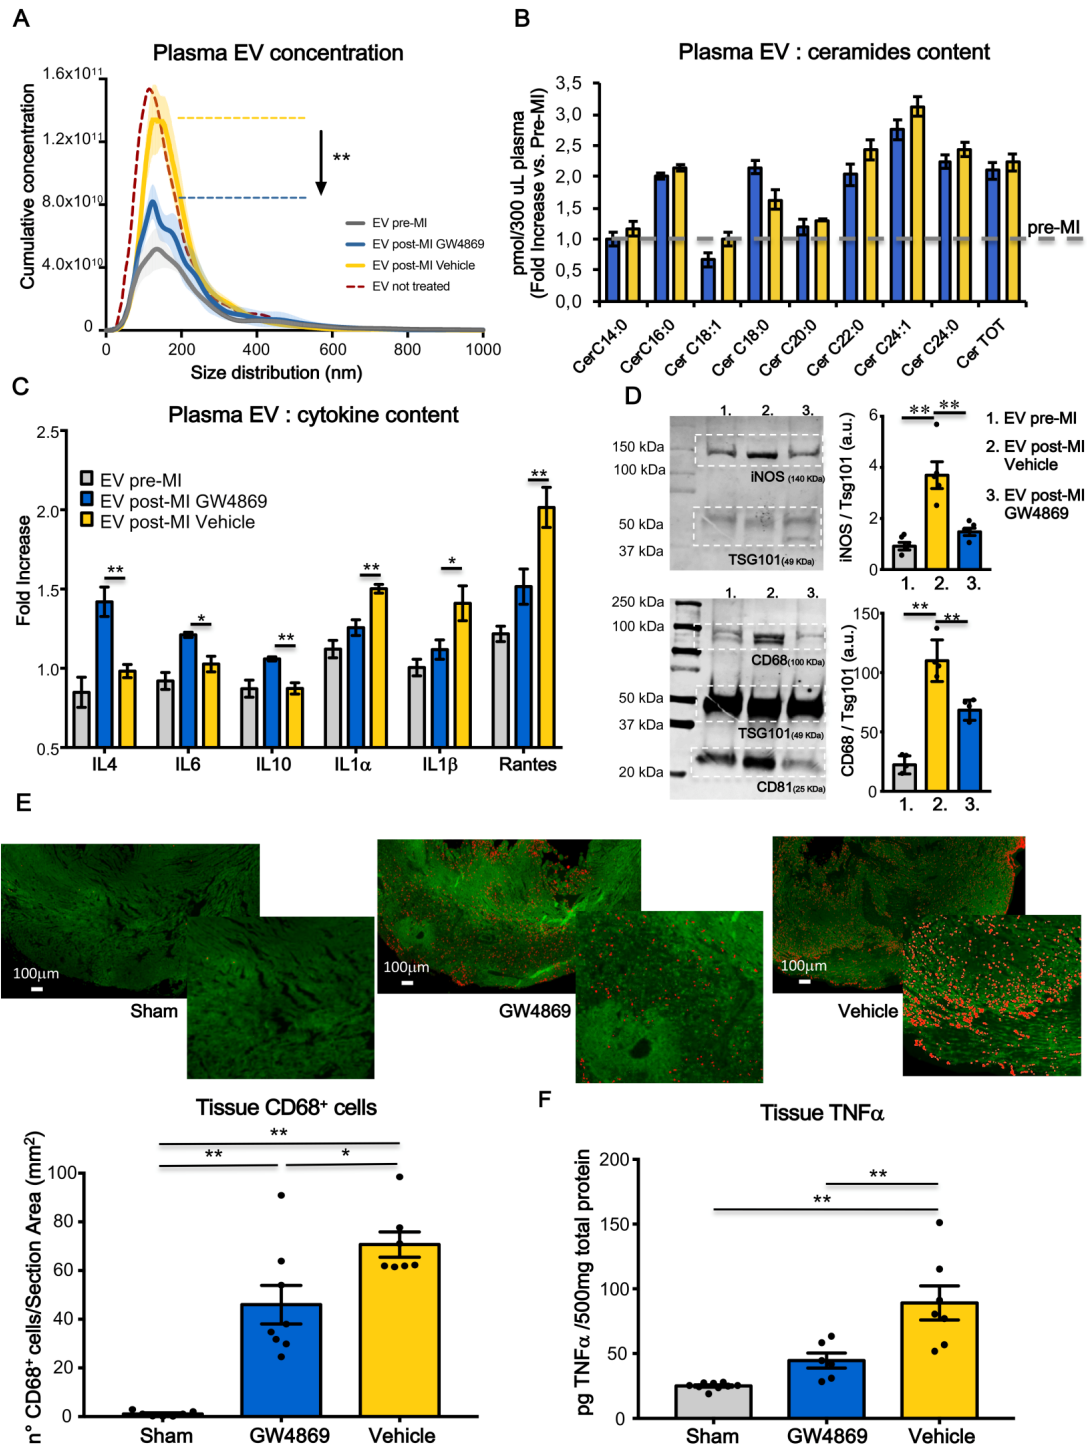 A
Plasma EV concentration
Cumulative concentration
1.6x10¹¹
1.2x10¹¹
8.0x10¹⁰
4.0x10¹⁰
0
**
EV pre-MI
EV post-MI GW4869
EV post-MI Vehicle
EV not treated
0 200 400 600 800 1000
Size distribution (nm)
B
Plasma EV : ceramides content
pmol/300 uL plasma
(Fold Increase vs. Pre-MI)
3,5
3,0
2,5
2,0
1,5
1,0
0,5
0,0
pre-MI
CerC14:0 CerC16:0 Cer C18:1 Cer C18:0 Cer C20:0 Cer C22:0 Cer C24:1 Cer C24:0 Cer TOT
C
Plasma EV : cytokine content
Fold Increase
2.5
2.0
1.5
1.0
0.5
EV pre-MI
EV post-MI GW4869
EV post-MI Vehicle
** * ** ** * **
IL4 IL6 IL10 IL1α IL1β Rantes
D
1. 2. 3.
150 kDa
100 kDa
50 kDa
37 kDa
iNOS (140 KDa)
TSG101(49 KDa)
iNOS / Tsg101 (a.u.)
6
4
2
0
** **
1. 2. 3.
1. EV pre-MI
2. EV post-MI
Vehicle
3. EV post-MI
GW4869
1. 2. 3.
250 kDa
100 kDa
50 kDa
37 kDa
20 kDa
CD68(100 KDa)
TSG101(49 KDa)
CD81(25 KDa)
CD68 / Tsg101 (a.u.)
150
100
50
0
** **
1. 2. 3.
E
100μm
Sham
100μm
GW4869
100μm
Vehicle
Tissue CD68⁺ cells
n° CD68⁺ cells/Section Area (mm²)
100
80
60
40
20
0
**
** *
Sham GW4869 Vehicle
F
Tissue TNFα
pg TNFα /500mg total protein
200
150
100
50
0
**
**
Sham GW4869 Vehicle